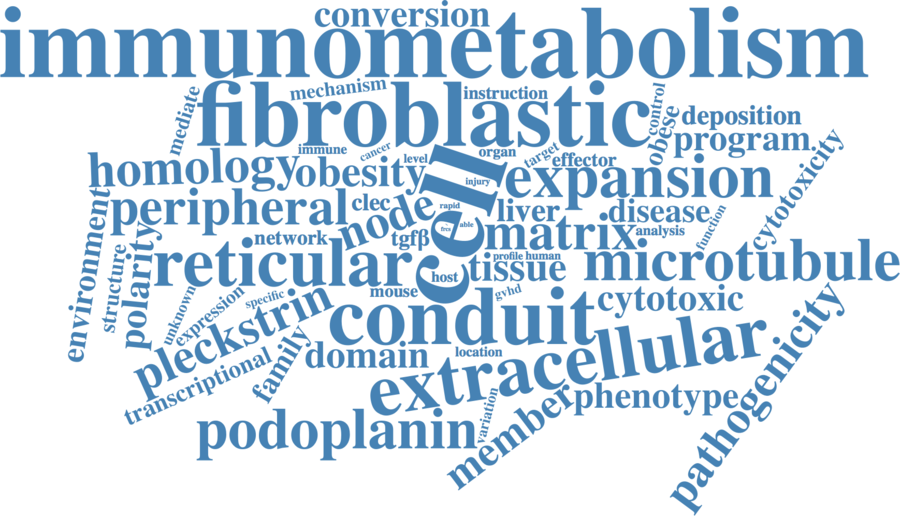 conversion
injury
immunometabolism
mechanism
instruction
fibroblastic
control
mediate
obese
deposition
program
immune
cancer
level
organ
target
effector
homology
obesity
cell
injury
expansion
cytotoxicity
peripheral
clec
node
rapid
free
able
liver
disease
function
environment
structure
polarity
network
tgfβ
matrix
analysis
reticular
host
profile
human
tissue
microtubule
unknown
expression
specific
mouse
gvhd
cytotoxic
pleckstrin
conduit
transcriptional
family
domain
location
extracellular
pathogenicity
podoplanin
variation
member
phenotype